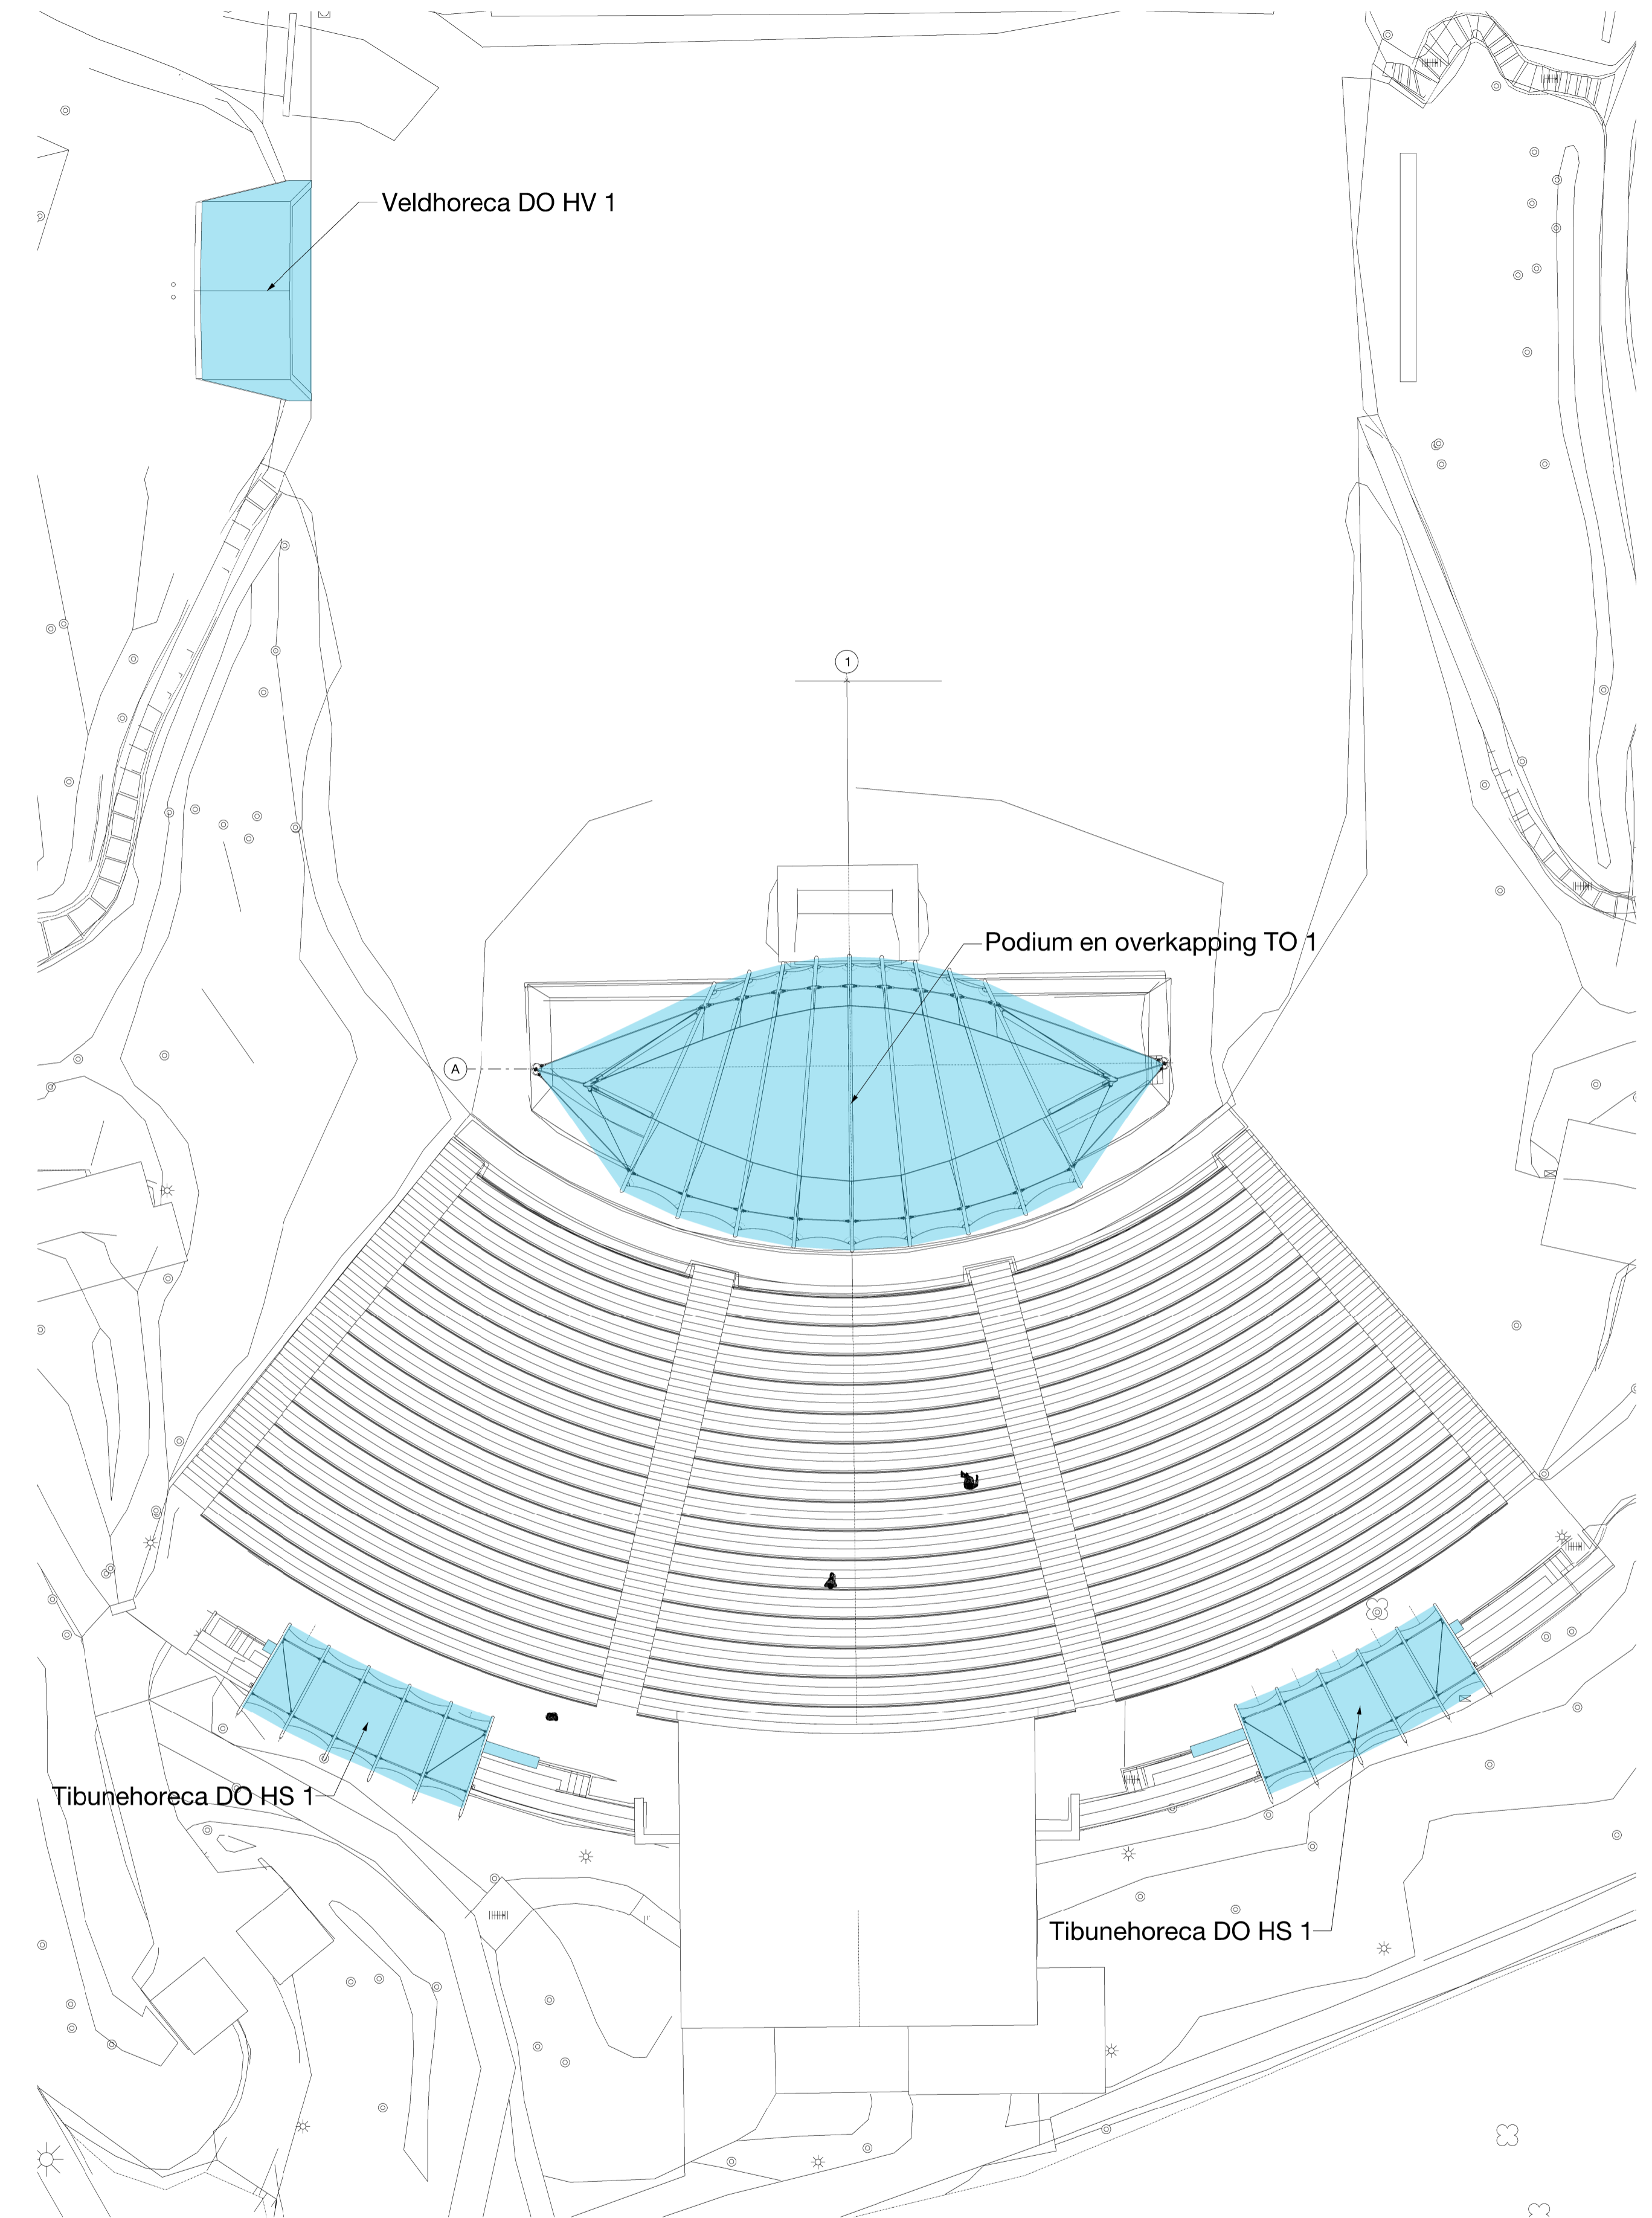 Veldhoreca DO HV 1
1
Podium en overkapping TO 1
A
Tibunehoreca DO HS 1
Tibunehoreca DO HS 1